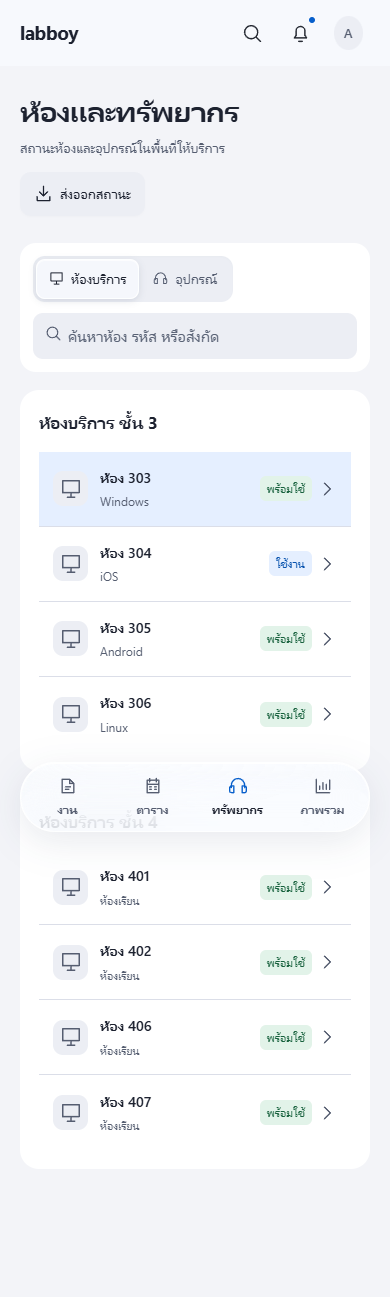 labboy
A
ห้องและทรัพยากร
สถานะห้องและอุปกรณ์ในพื้นที่ให้บริการ
ส่งออกสถานะ
ห้องบริการ
อุปกรณ์
ค้นหาห้อง รหัส หรือสังกัด
ห้องบริการ ชั้น 3
ห้อง 303
Windows
พร้อมใช้
ห้อง 304
iOS
ใช้งาน
ห้อง 305
Android
พร้อมใช้
ห้อง 306
Linux
พร้อมใช้
งาน
ตาราง
ทรัพยากร
ภาพรวม
ห้องบริการ ชั้น 4
ห้อง 401
ห้องเรียน
พร้อมใช้
ห้อง 402
ห้องเรียน
พร้อมใช้
ห้อง 406
ห้องเรียน
พร้อมใช้
ห้อง 407
ห้องเรียน
พร้อมใช้